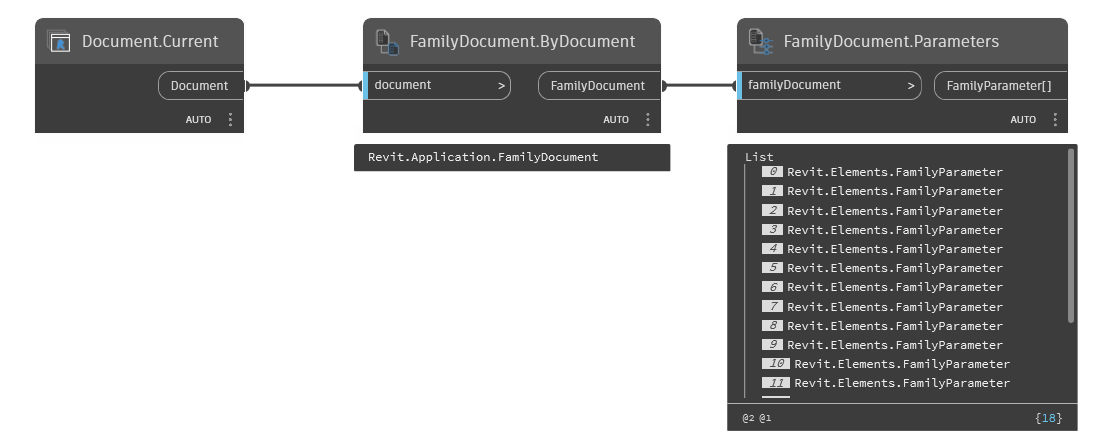 Document.Current
Document
AUTO
FamilyDocument.ByDocument
document >
FamilyDocument
AUTO
Revit.Application.FamilyDocument
FamilyDocument.Parameters
familyDocument >
FamilyParameter[]
AUTO
List
0 Revit.Elements.FamilyParameter
1 Revit.Elements.FamilyParameter
2 Revit.Elements.FamilyParameter
3 Revit.Elements.FamilyParameter
4 Revit.Elements.FamilyParameter
5 Revit.Elements.FamilyParameter
6 Revit.Elements.FamilyParameter
7 Revit.Elements.FamilyParameter
8 Revit.Elements.FamilyParameter
9 Revit.Elements.FamilyParameter
10 Revit.Elements.FamilyParameter
11 Revit.Elements.FamilyParameter
@2 @1
{18}